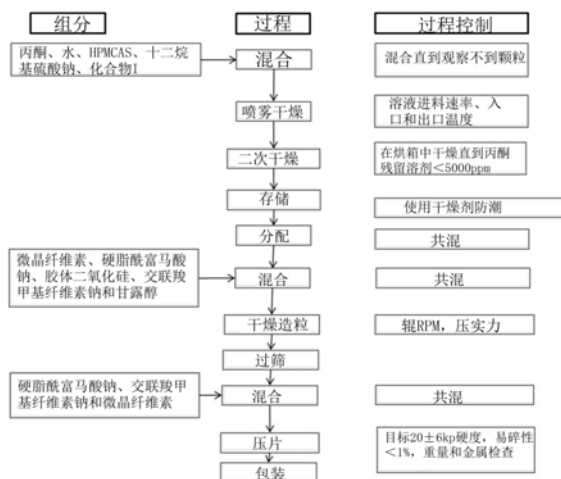 组分
过程
过程控制
丙酮、水、HPMCAS、十二烷
基硫酸钠、化合物I
混合
混合直到观察不到颗粒
喷雾干燥
溶液进料速率、入
口和出口温度
二次干燥
在烘箱中干燥直到丙酮
残留溶剂＜5000ppm
存储
使用干燥剂防潮
分配
共混
微晶纤维素、硬脂酰富马酸
钠、胶体二氧化硅、交联羧
甲基纤维素钠和甘露醇
混合
共混
干燥造粒
辊RPM，压实力
过筛
硬脂酰富马酸钠、交联羧甲
基纤维素钠和微晶纤维素
混合
共混
压片
目标20±6kp硬度，易碎性
＜1%，重量和金属检查
包装